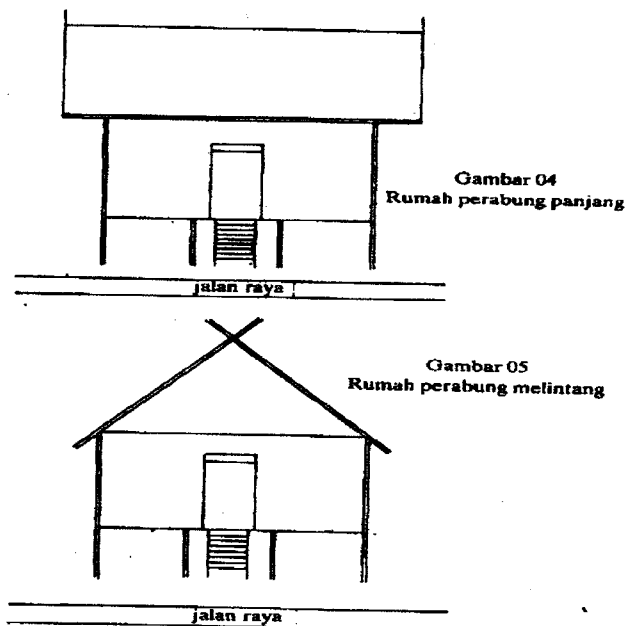 Gambar 04
Rumah perabung panjang
jalan raya
Gambar 05
Rumah perabung melintang
jalan raya